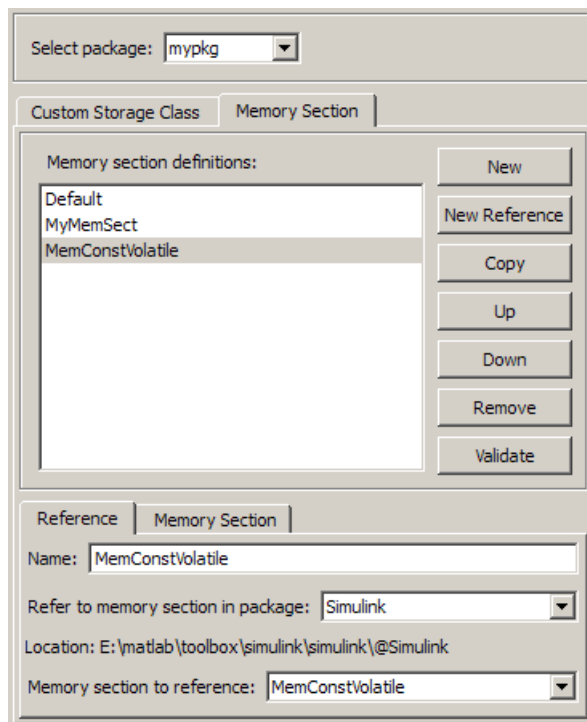 Select package: mypkg
Custom Storage Class Memory Section
Memory section definitions:
Default
MyMemSect
MemConstVolatile
New
New Reference
Copy
Up
Down
Remove
Validate
Reference Memory Section
Name: MemConstVolatile
Refer to memory section in package: Simulink
Location: E:\matlab\toolbox\simulink\simulink\@Simulink
Memory section to reference: MemConstVolatile